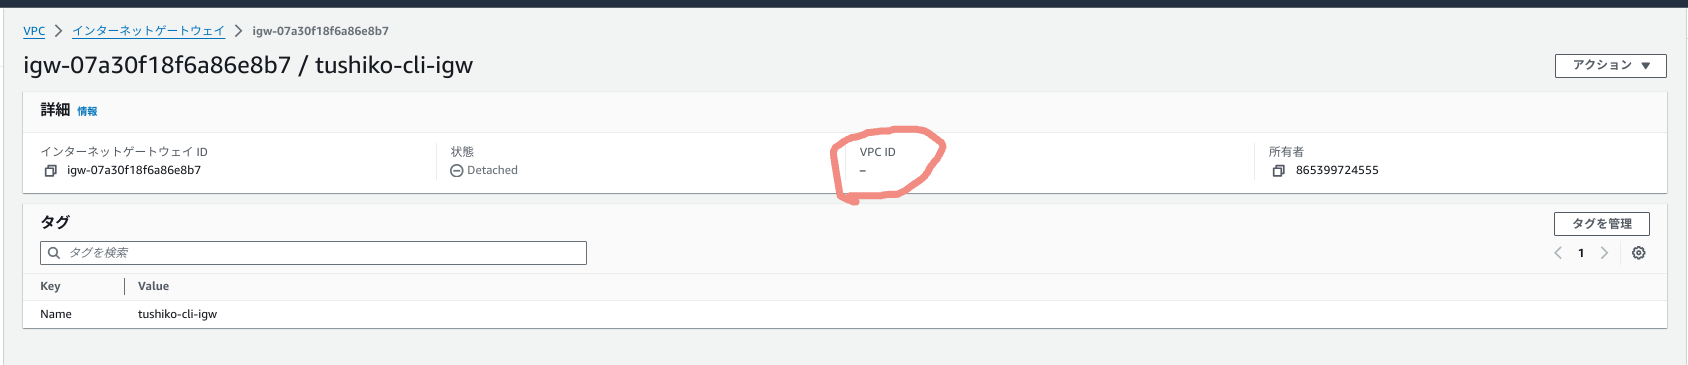 VPC > インターネットゲートウェイ > igw-07a30f18f6a86e8b7
igw-07a30f18f6a86e8b7 / tushiko-cli-igw
アクション ▼
詳細 情報
インターネットゲートウェイ ID
igw-07a30f18f6a86e8b7
状態
Detached
VPC ID
–
所有者
865399724555
タグ
タグを管理
タグを検索
1
Key Value
Name tushiko-cli-igw